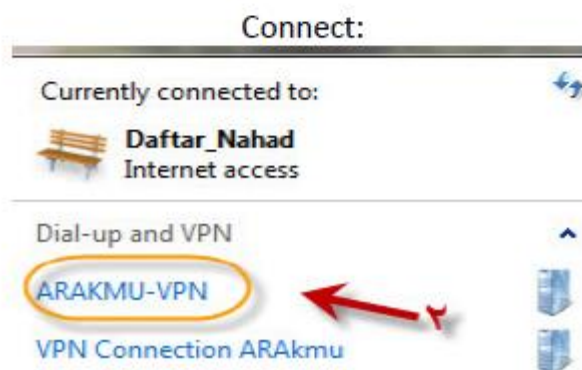 Connect:
Currently connected to:
Daftar_Nahad
Internet access
Dial-up and VPN
ARAKMU-VPN
۲
VPN Connection ARAkmu